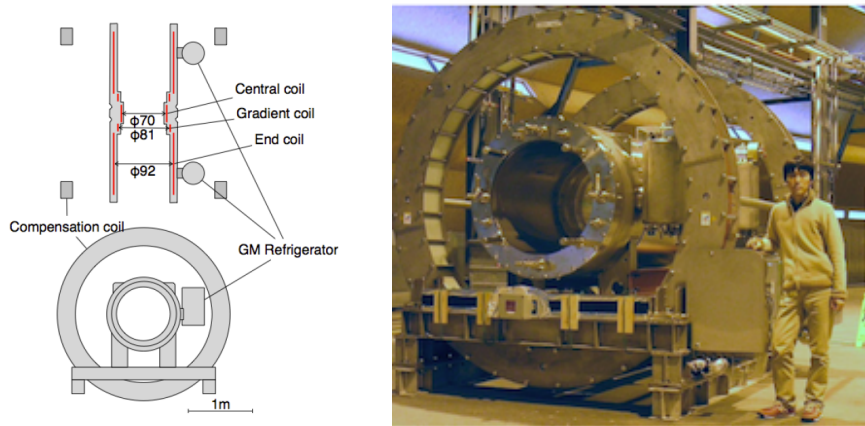 Central coil
Gradient coil
ϕ70
ϕ81
End coil
ϕ92
Compensation coil
GM Refrigerator
1m